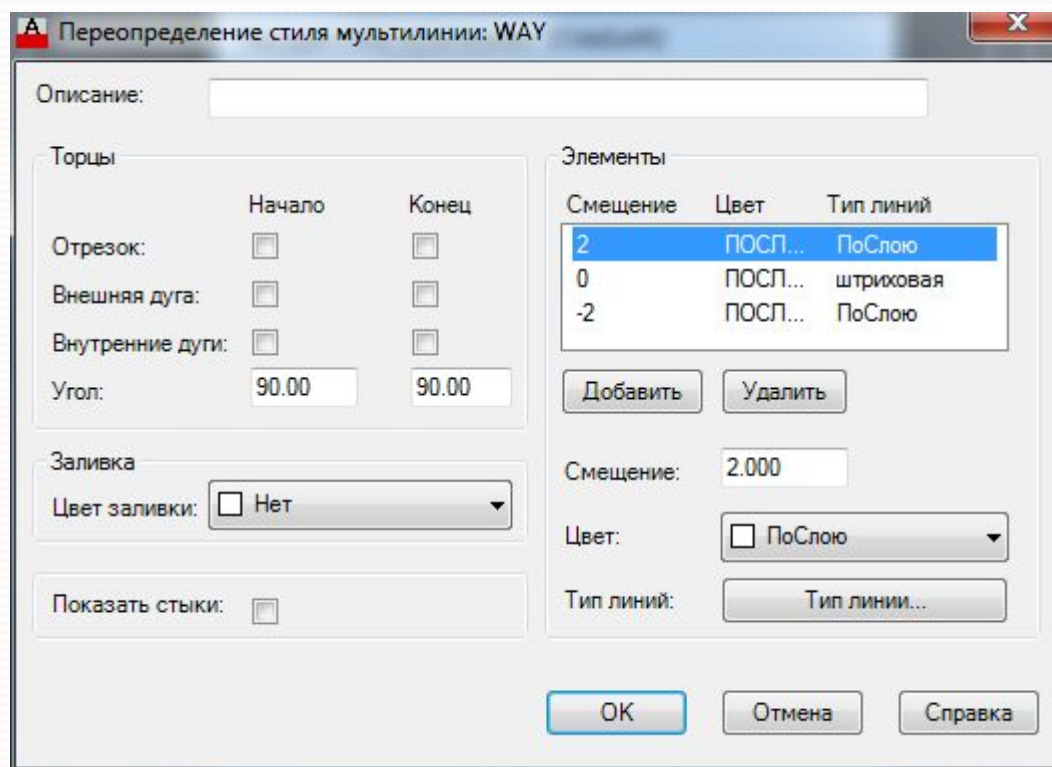 Переопределение стиля мультилинии: WAY
Описание:
Торцы
Начало Конец
Отрезок:
Внешняя дуга:
Внутренние дуги:
Угол: 90.00 90.00
Заливка
Цвет заливки: Нет
Показать стыки:
Элементы
Смещение Цвет Тип линий
2 ПОСЛ... ПоСлою
0 ПОСЛ... штриховая
-2 ПОСЛ... ПоСлою
Добавить Удалить
Смещение: 2.000
Цвет: ПоСлою
Тип линий: Тип линии...
OK Отмена Справка